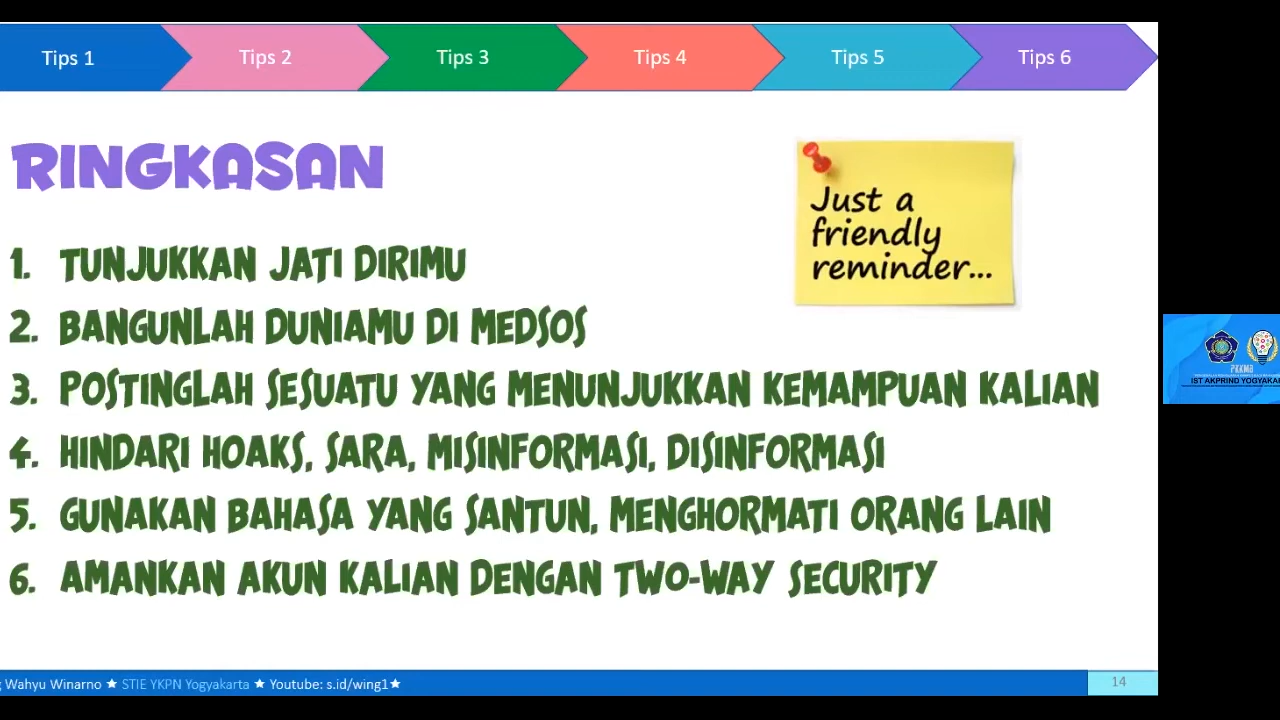 Tips 1
Tips 2
Tips 3
Tips 4
Tips 5
Tips 6
RINGKASAN
Just a
friendly
reminder...
1. TUNJUKKAN JATI DIRIMU
2. BANGUNLAH DUNIAMU DI MEDSOS
3. POSTINGLAH SESUATU YANG MENUNJUKKAN KEMAMPUAN KALIAN
4. HINDARI HOAKS, SARA, MISINFORMASI, DISINFORMASI
5. GUNAKAN BAHASA YANG SANTUN, MENGHORMATI ORANG LAIN
6. AMANKAN AKUN KALIAN DENGAN TWO-WAY SECURITY
Wahyu Winarno ★ STIE YKPN Yogyakarta ★ Youtube: s.id/wing1★
14
PKKMB
IST AKPRIND